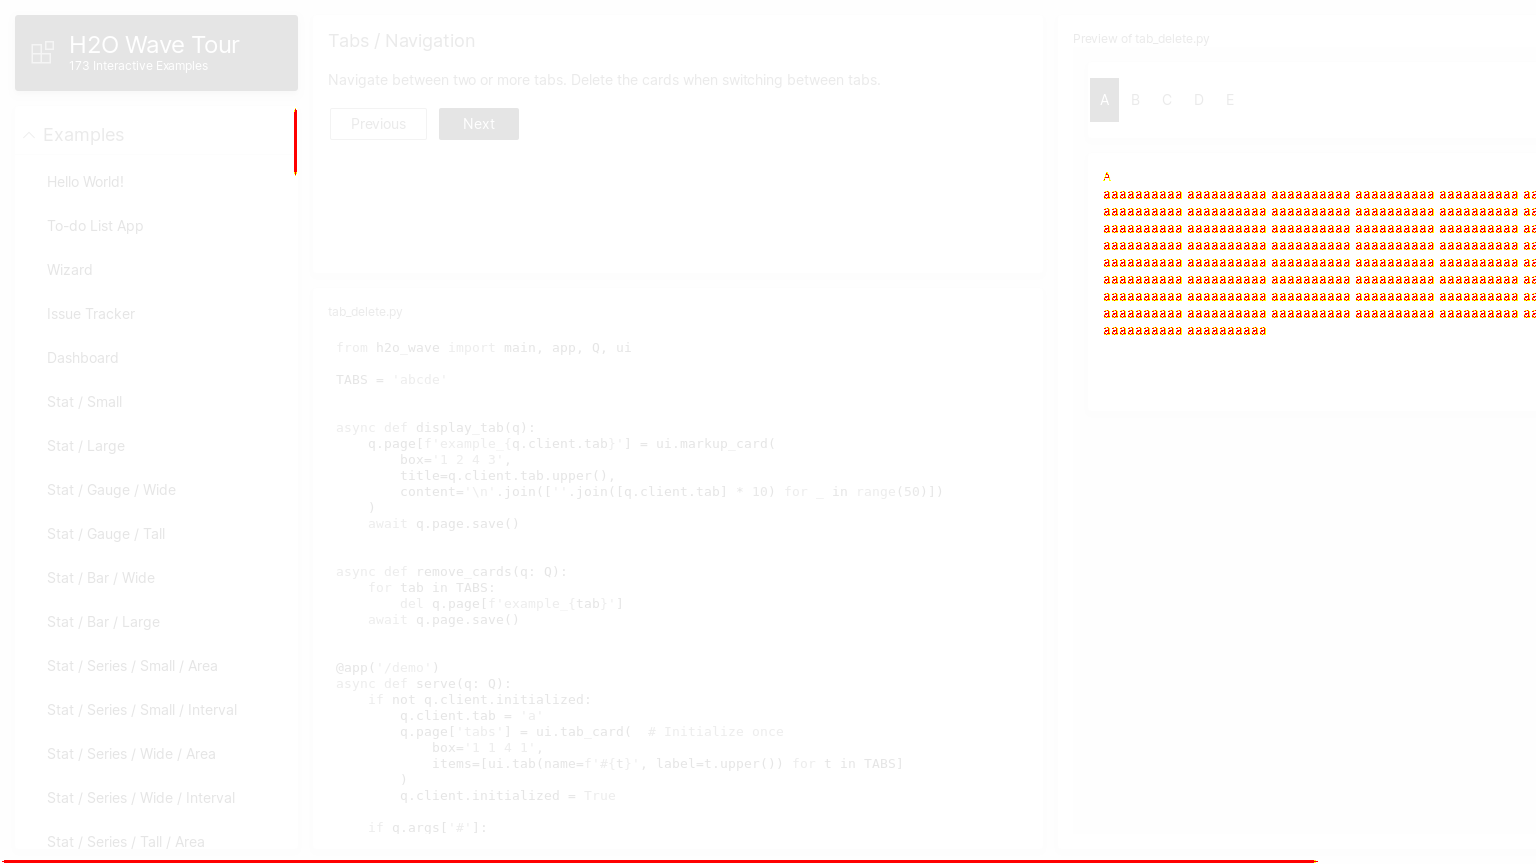 H2O Wave Tour
173 Interactive Examples
Examples
Hello World!
To-do List App
Wizard
Issue Tracker
Dashboard
Stat / Small
Stat / Large
Stat / Gauge / Wide
Stat / Gauge / Tall
Stat / Bar / Wide
Stat / Bar / Large
Stat / Series / Small / Area
Stat / Series / Small / Interval
Stat / Series / Wide / Area
Stat / Series / Wide / Interval
Stat / Series / Tall / Area
Tabs / Navigation
Navigate between two or more tabs. Delete the cards when switching between tabs.
Previous Next
tab_delete.py
from h2o_wave import main, app, Q, ui
TABS = 'abcde'
async def display_tab(q):
    q.page[f'example_{q.client.tab}'] = ui.markup_card(
        box='1 2 4 3',
        title=q.client.tab.upper(),
        content='\n'.join([''.join([q.client.tab] * 10) for _ in range(50)])
    )
    await q.page.save()
async def remove_cards(q: Q):
    for tab in TABS:
        del q.page[f'example_{tab}']
    await q.page.save()
@app('/demo')
async def serve(q: Q):
    if not q.client.initialized:
        q.client.tab = 'a'
        q.page['tabs'] = ui.tab_card(  # Initialize once
            box='1 1 4 1',
            items=[ui.tab(name=f'#{t}', label=t.upper()) for t in TABS]
        )
        q.client.initialized = True
    if q.args['#']:
Preview of tab_delete.py
A B C D E
A
aaaaaaaaaa aaaaaaaaaa aaaaaaaaaa aaaaaaaaaa aaaaaaaaaa aa
aaaaaaaaaa aaaaaaaaaa aaaaaaaaaa aaaaaaaaaa aaaaaaaaaa aa
aaaaaaaaaa aaaaaaaaaa aaaaaaaaaa aaaaaaaaaa aaaaaaaaaa aa
aaaaaaaaaa aaaaaaaaaa aaaaaaaaaa aaaaaaaaaa aaaaaaaaaa aa
aaaaaaaaaa aaaaaaaaaa aaaaaaaaaa aaaaaaaaaa aaaaaaaaaa aa
aaaaaaaaaa aaaaaaaaaa aaaaaaaaaa aaaaaaaaaa aaaaaaaaaa aa
aaaaaaaaaa aaaaaaaaaa aaaaaaaaaa aaaaaaaaaa aaaaaaaaaa aa
aaaaaaaaaa aaaaaaaaaa aaaaaaaaaa aaaaaaaaaa aaaaaaaaaa aa
aaaaaaaaaa aaaaaaaaaa